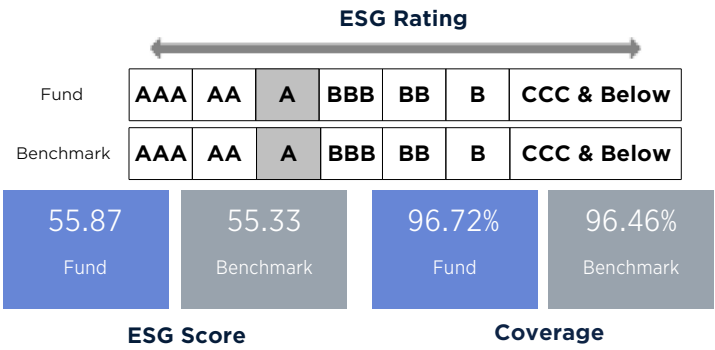 ESG Rating
Fund AAA AA A BBB BB B CCC & Below
Benchmark AAA AA A BBB BB B CCC & Below
55.87 55.33 96.72% 96.46%
Fund Benchmark Fund Benchmark
ESG Score Coverage